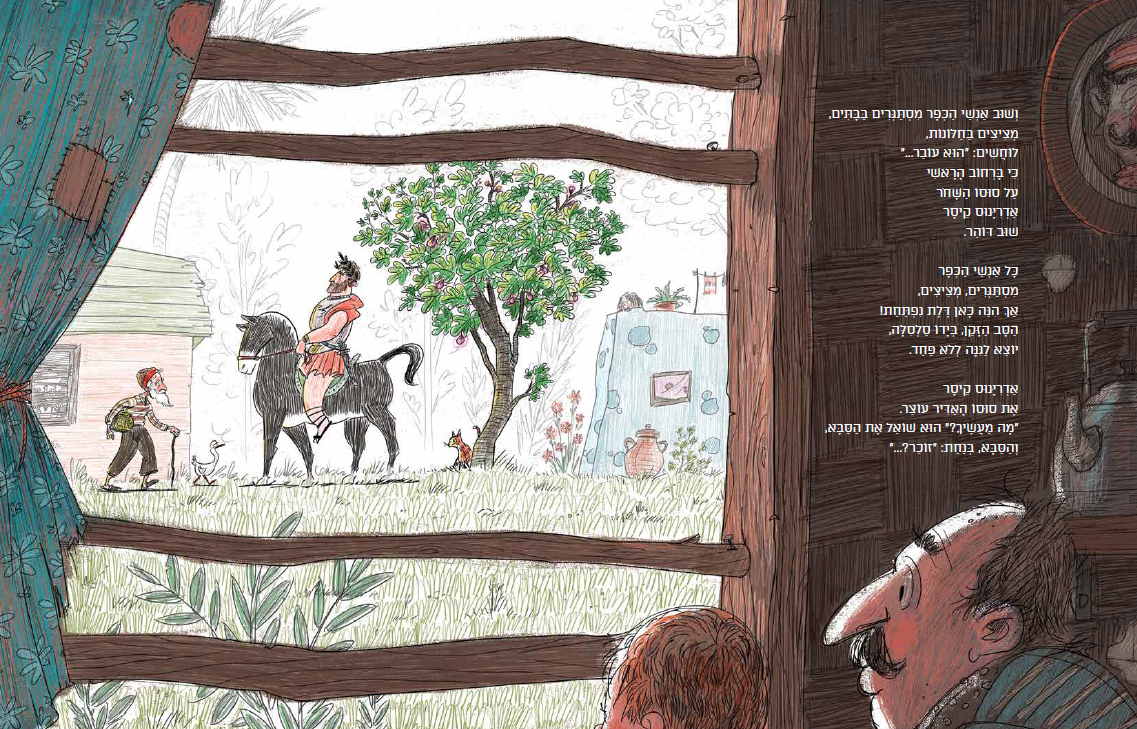 וְשׁוּב אַנְשֵׁי הַכְּפָר מִסְתַּגְּרִים בַּבָּתִּים,
מְצִיצִים בַּחַלּוֹנוֹת,
לוֹחֲשִׁים: "הוּא עוֹבֵר..."
כִּי בָּרְחוֹב הָרָאשִׁי
עַל סוּסוֹ הַשָּׁחֹר
אַדְרִיָּנוּס קֵיסָר
שׁוּב דּוֹהֵר.
כָּל אַנְשֵׁי הַכְּפָר
מִסְתַּגְּרִים, מְצִיצִים,
אַךְ הִנֵּה כָּאן דֶּלֶת נִפְתַּחַת!
הַסָּב הַזָּקֵן, בְּיָדוֹ סַלְסִלָּה,
יוֹצֵא לַגִּנָּה לְלֹא פַּחַד.
אַדְרִיָּנוּס קֵיסָר
אֶת סוּסוֹ הָאַדִּיר עוֹצֵר.
"מָה מַעֲשֶׂיךָ?" הוּא שׁוֹאֵל אֶת הַסַּבָּא,
וְהַסַּבָּא, בְּנַחַת: "זוֹכֵר?..."